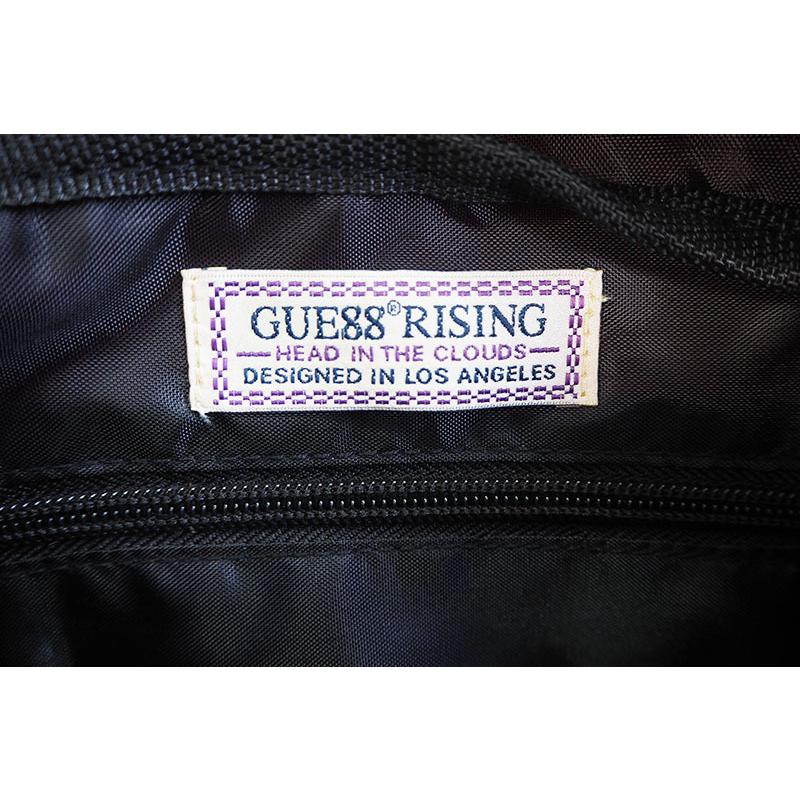 GUE88® RISING
HEAD IN THE CLOUDS
DESIGNED IN LOS ANGELES